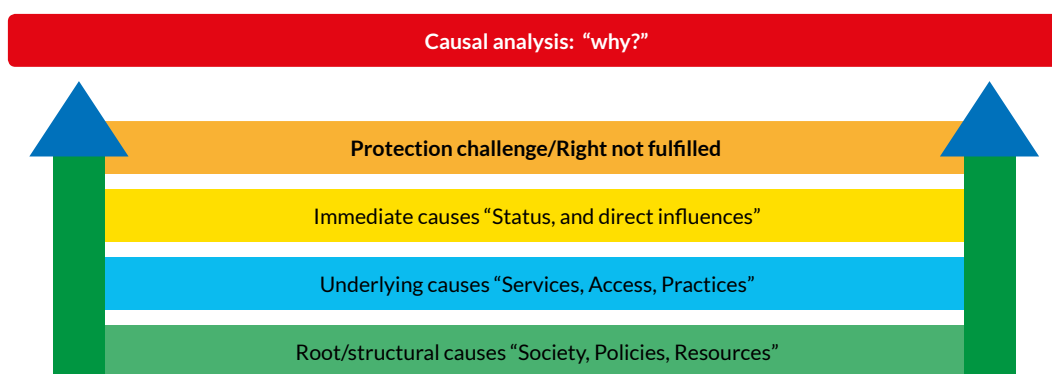 Causal analysis: “why?”
Protection challenge/Right not fulfilled
Immediate causes “Status, and direct influences”
Underlying causes “Services, Access, Practices”
Root/structural causes “Society, Policies, Resources”